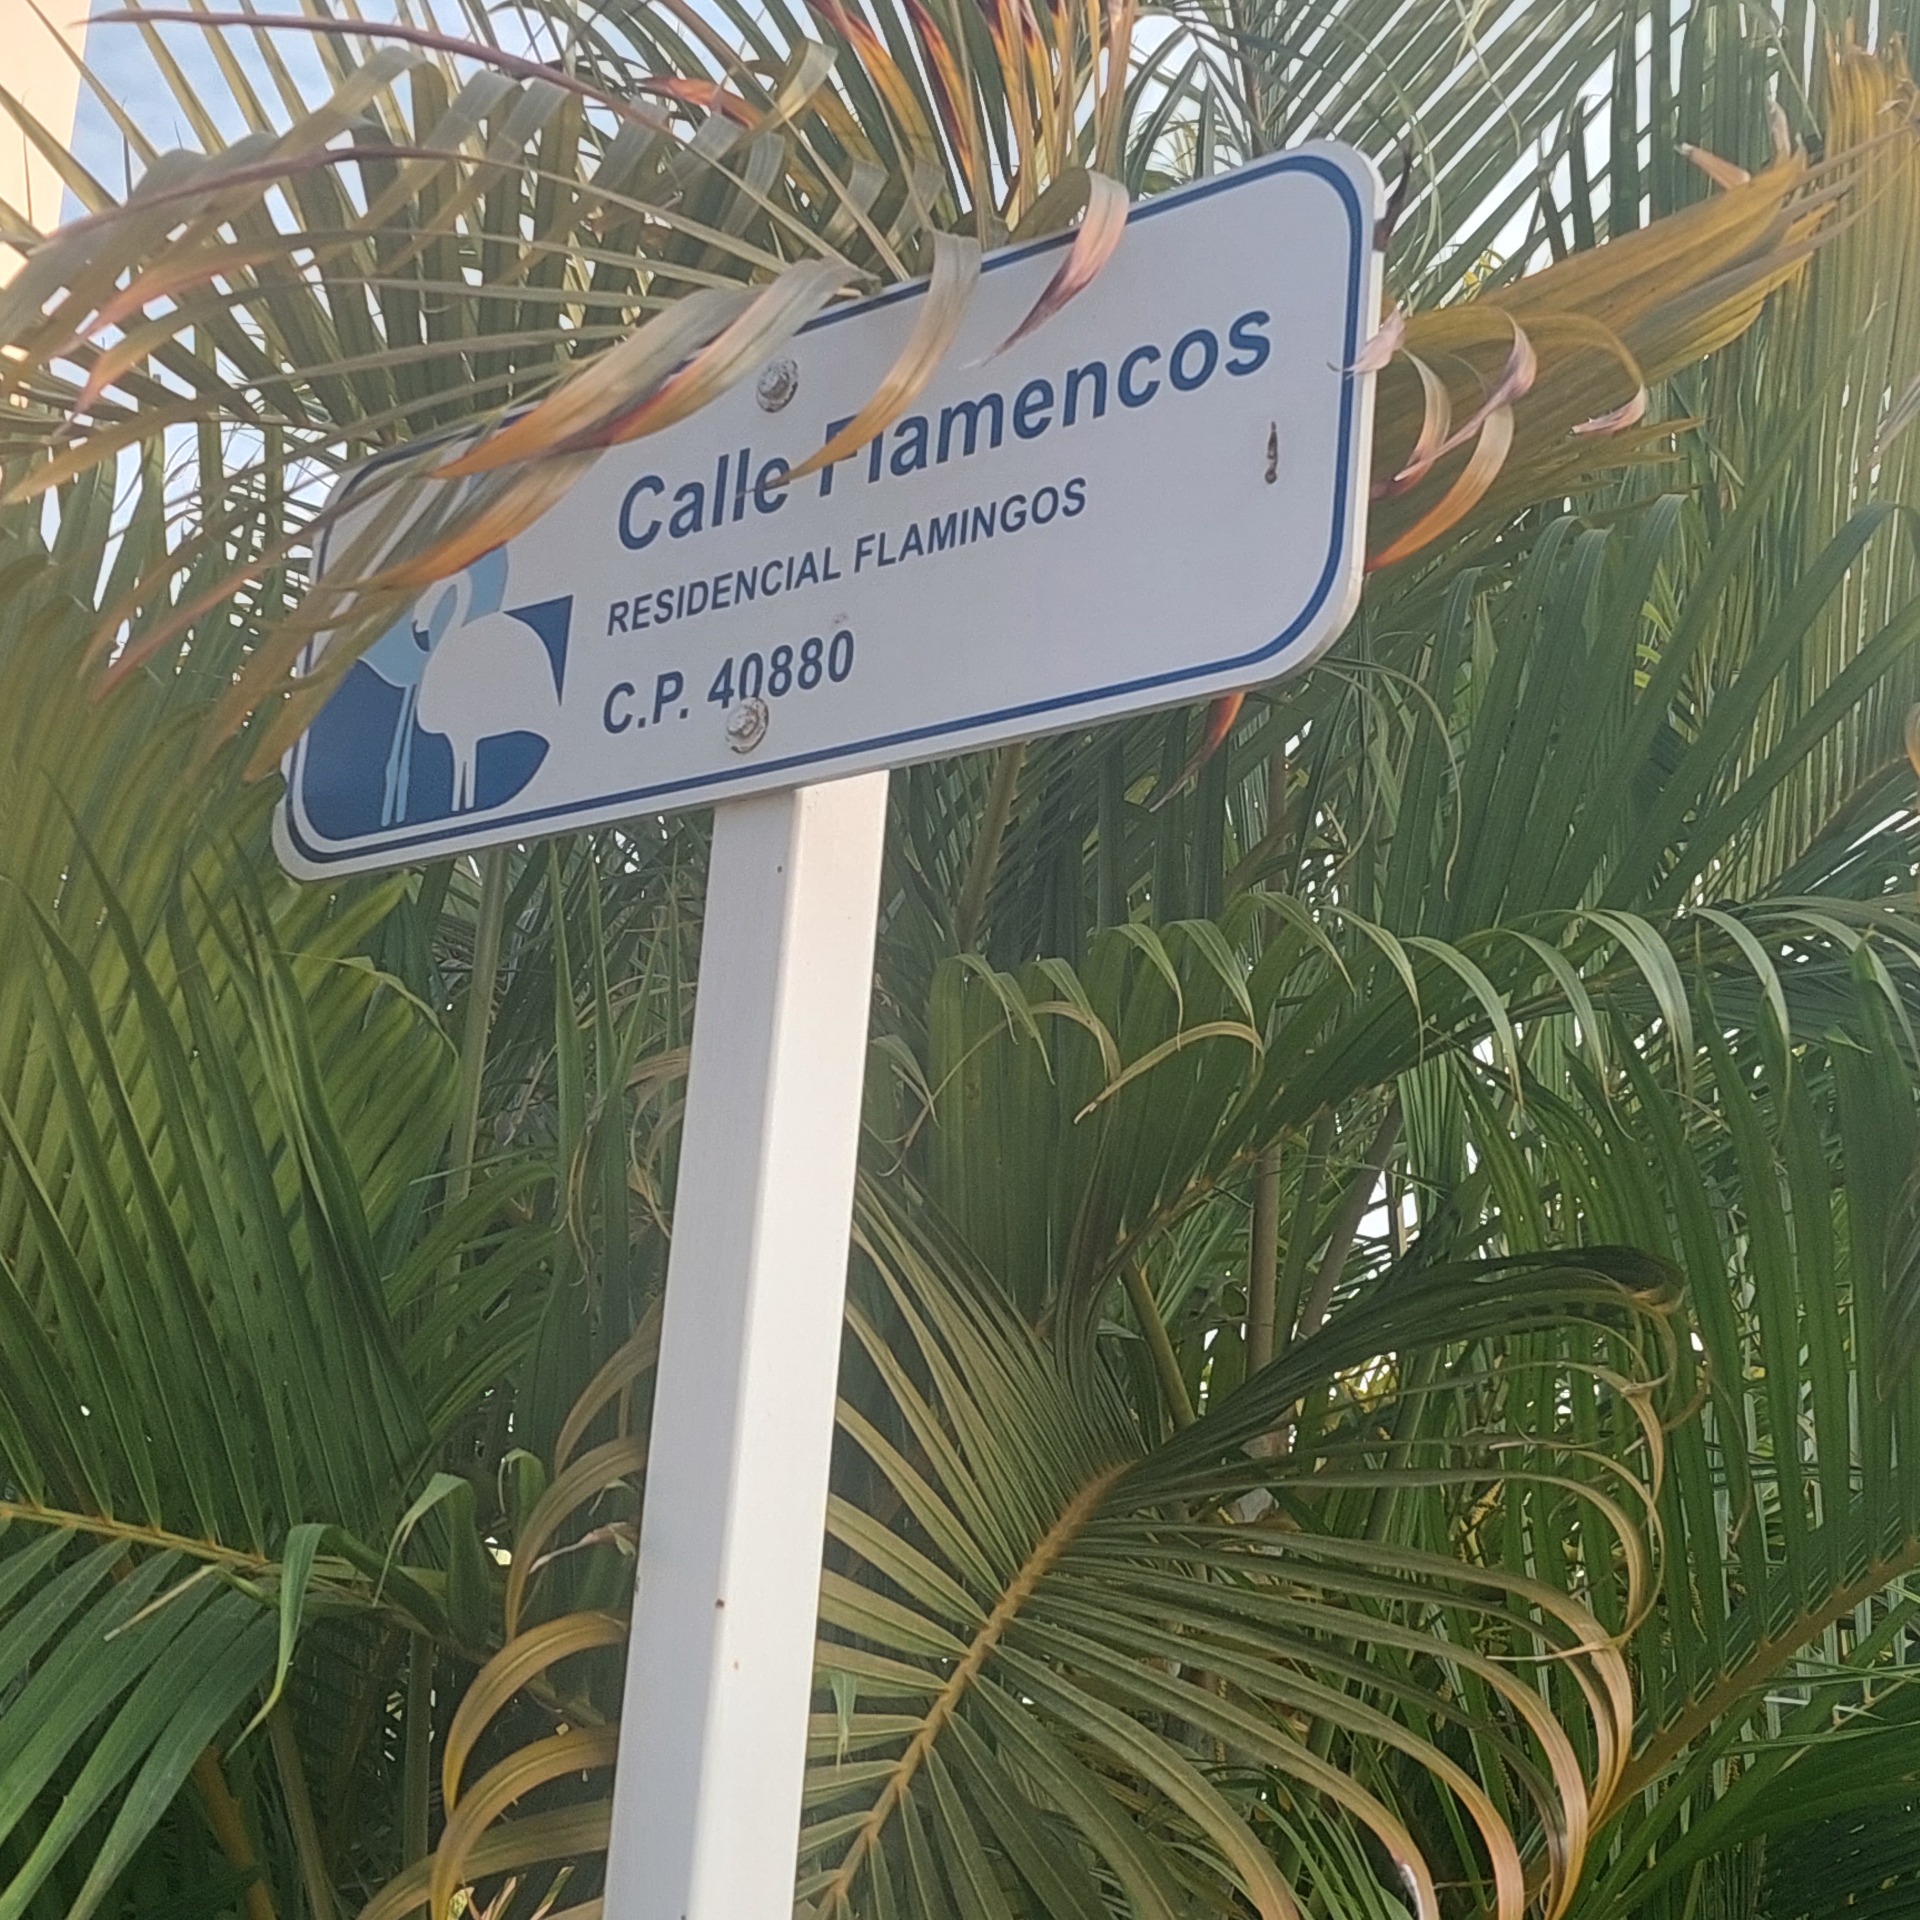 Calle Flamencos
RESIDENCIAL FLAMINGOS
C.P. 40880